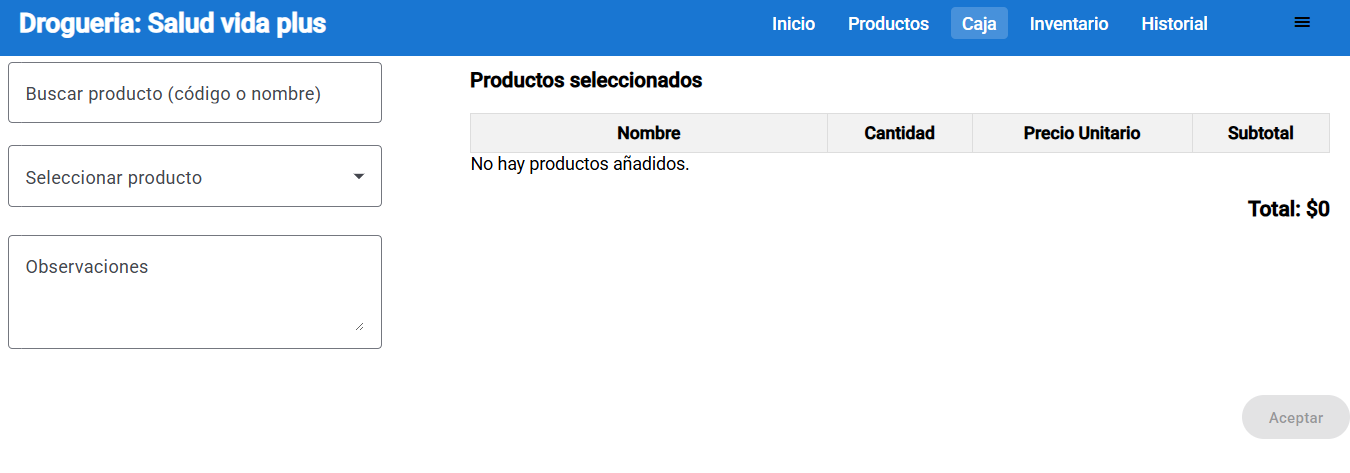 Drogueria: Salud vida plus
Inicio Productos Caja Inventario Historial
Buscar producto (código o nombre)
Seleccionar producto
Observaciones
Productos seleccionados
Nombre Cantidad Precio Unitario Subtotal
No hay productos añadidos.
Total: $0
Aceptar